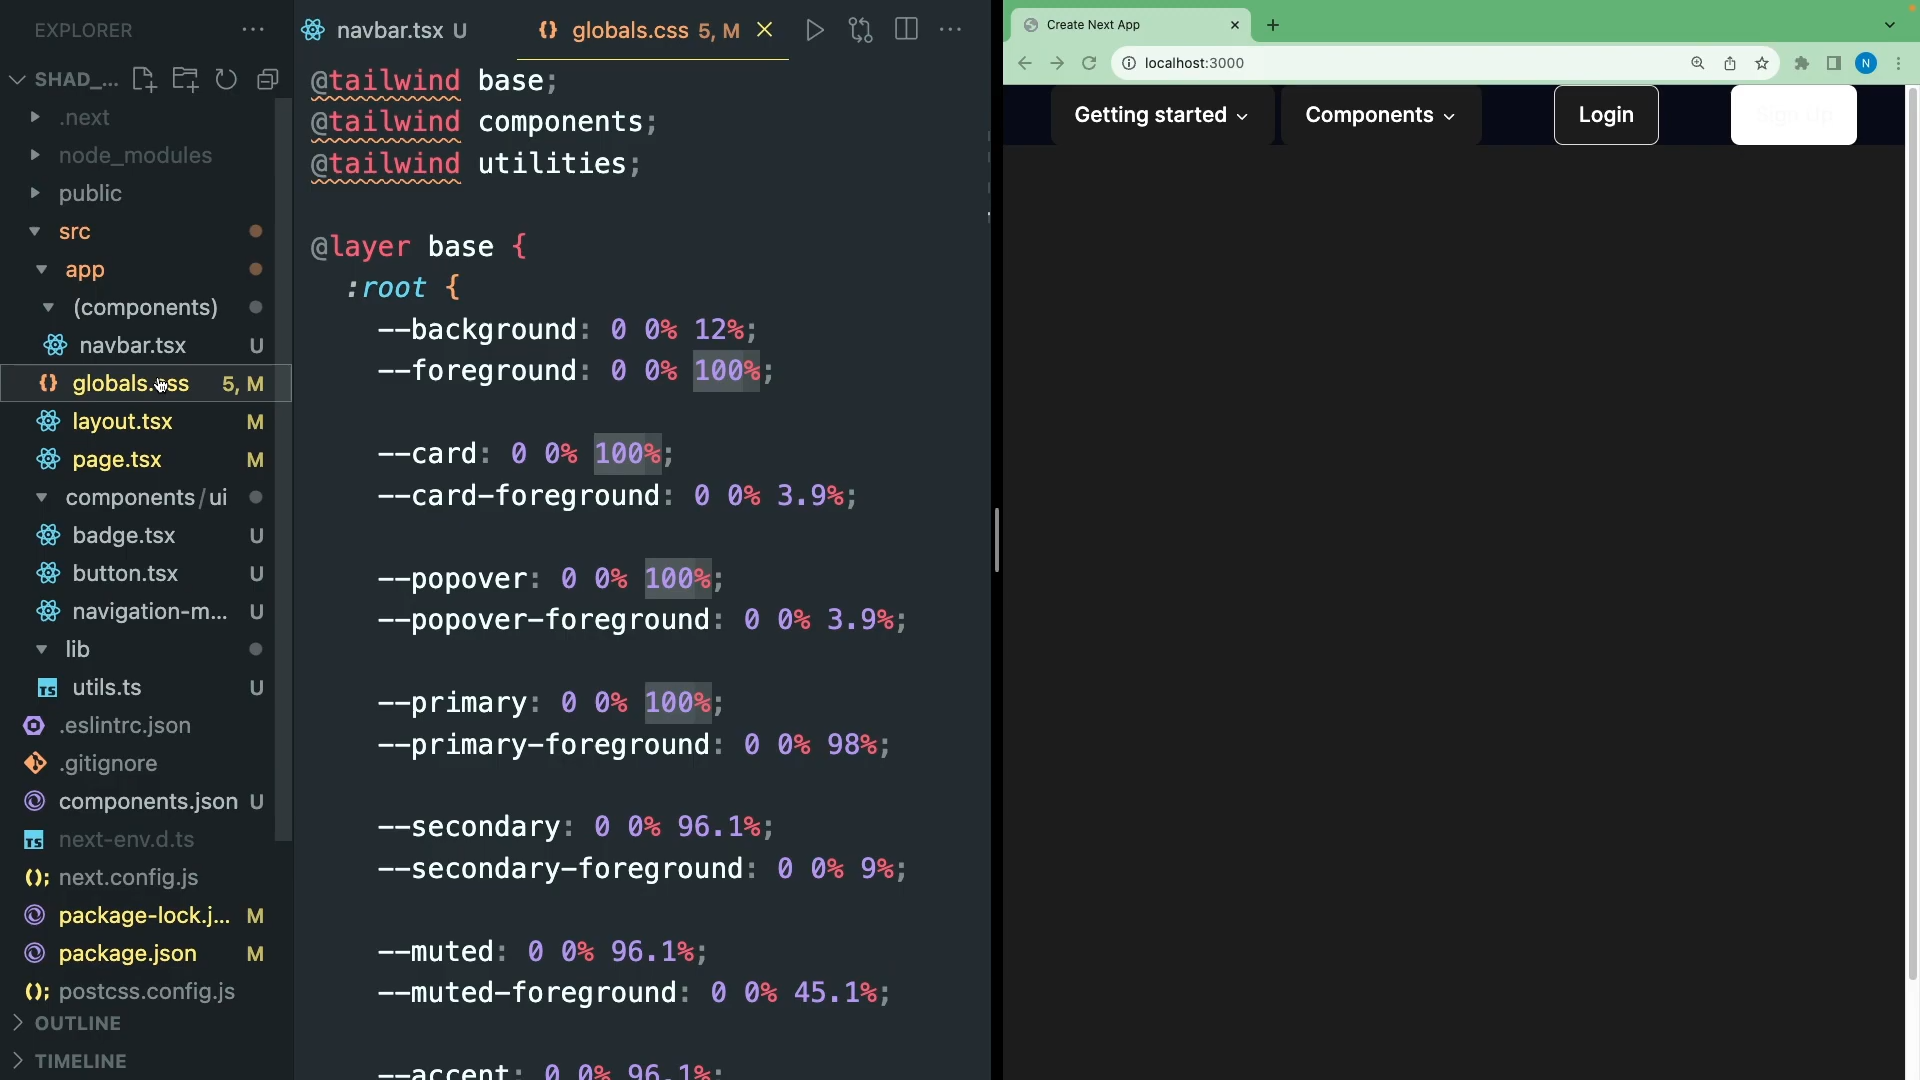 EXPLORER
SHAD_...
.next
node_modules
public
src
app
(components)
navbar.tsx U
globals.css 5, M
layout.tsx M
page.tsx M
components/ui
badge.tsx U
button.tsx U
navigation-m... U
lib
utils.ts U
.eslintrc.json
.gitignore
components.json U
next-env.d.ts
next.config.js
package-lock.j... M
package.json M
postcss.config.js
OUTLINE
TIMELINE
navbar.tsx U
globals.css 5, M
@tailwind base;
@tailwind components;
@tailwind utilities;
@layer base {
:root {
--background: 0 0% 12%;
--foreground: 0 0% 100%;
--card: 0 0% 100%;
--card-foreground: 0 0% 3.9%;
--popover: 0 0% 100%;
--popover-foreground: 0 0% 3.9%;
--primary: 0 0% 100%;
--primary-foreground: 0 0% 98%;
--secondary: 0 0% 96.1%;
--secondary-foreground: 0 0% 9%;
--muted: 0 0% 96.1%;
--muted-foreground: 0 0% 45.1%;
--accent: 0 0% 96.1%;
Create Next App
localhost:3000
N
Getting started
Components
Login
Sign Up